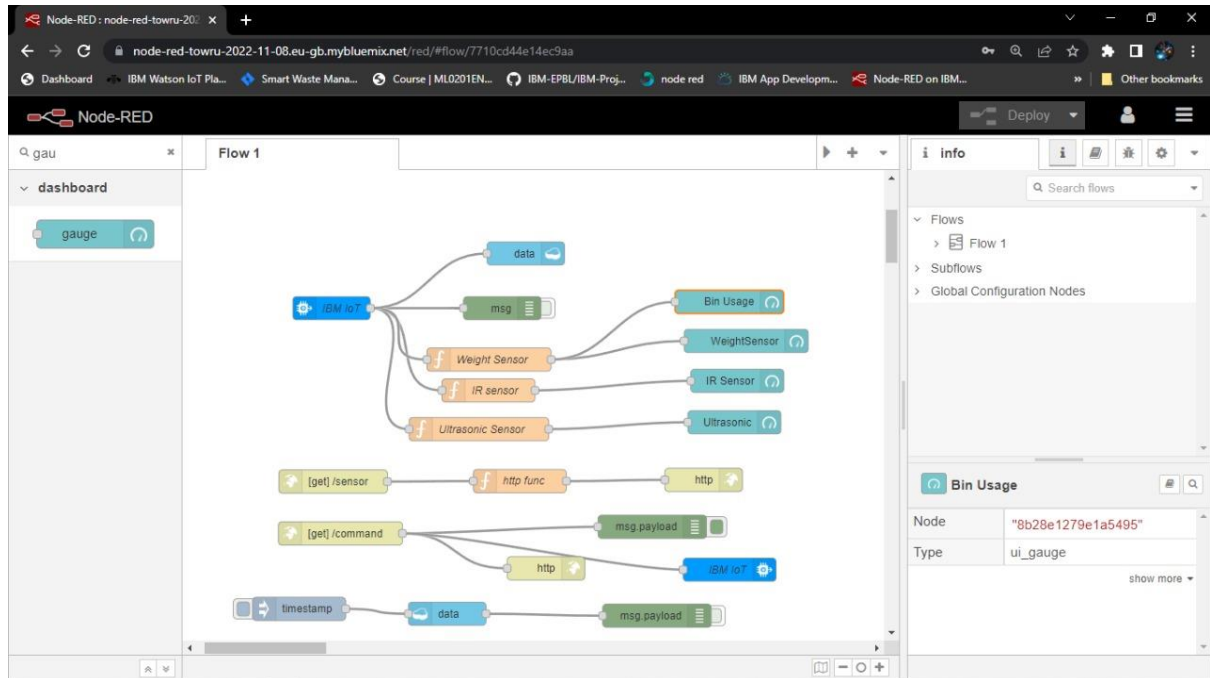 Node-RED : node-red-towru-202
node-red-towru-2022-11-08.eu-gb.mybluemix.net/red/#flow/7710cd44e14ec9aa
Dashboard IBM Watson IoT Pla... Smart Waste Mana... Course | ML0201EN... IBM-EPBL/IBM-Proj... node red IBM App Developm... Node-RED on IBM... » Other bookmarks
Node-RED Deploy
gau
Flow 1
info
Search flows
dashboard
gauge
Flows
Flow 1
Subflows
Global Configuration Nodes
data
IBM IoT
msg
Bin Usage
WeightSensor
Weight Sensor
IR Sensor
IR sensor
Ultrasonic
Ultrasonic Sensor
[get] /sensor
http func
http
[get] /command
msg.payload
http
IBM IoT
timestamp
data
msg.payload
Bin Usage
Node "8b28e1279e1a5495"
Type ui_gauge
show more